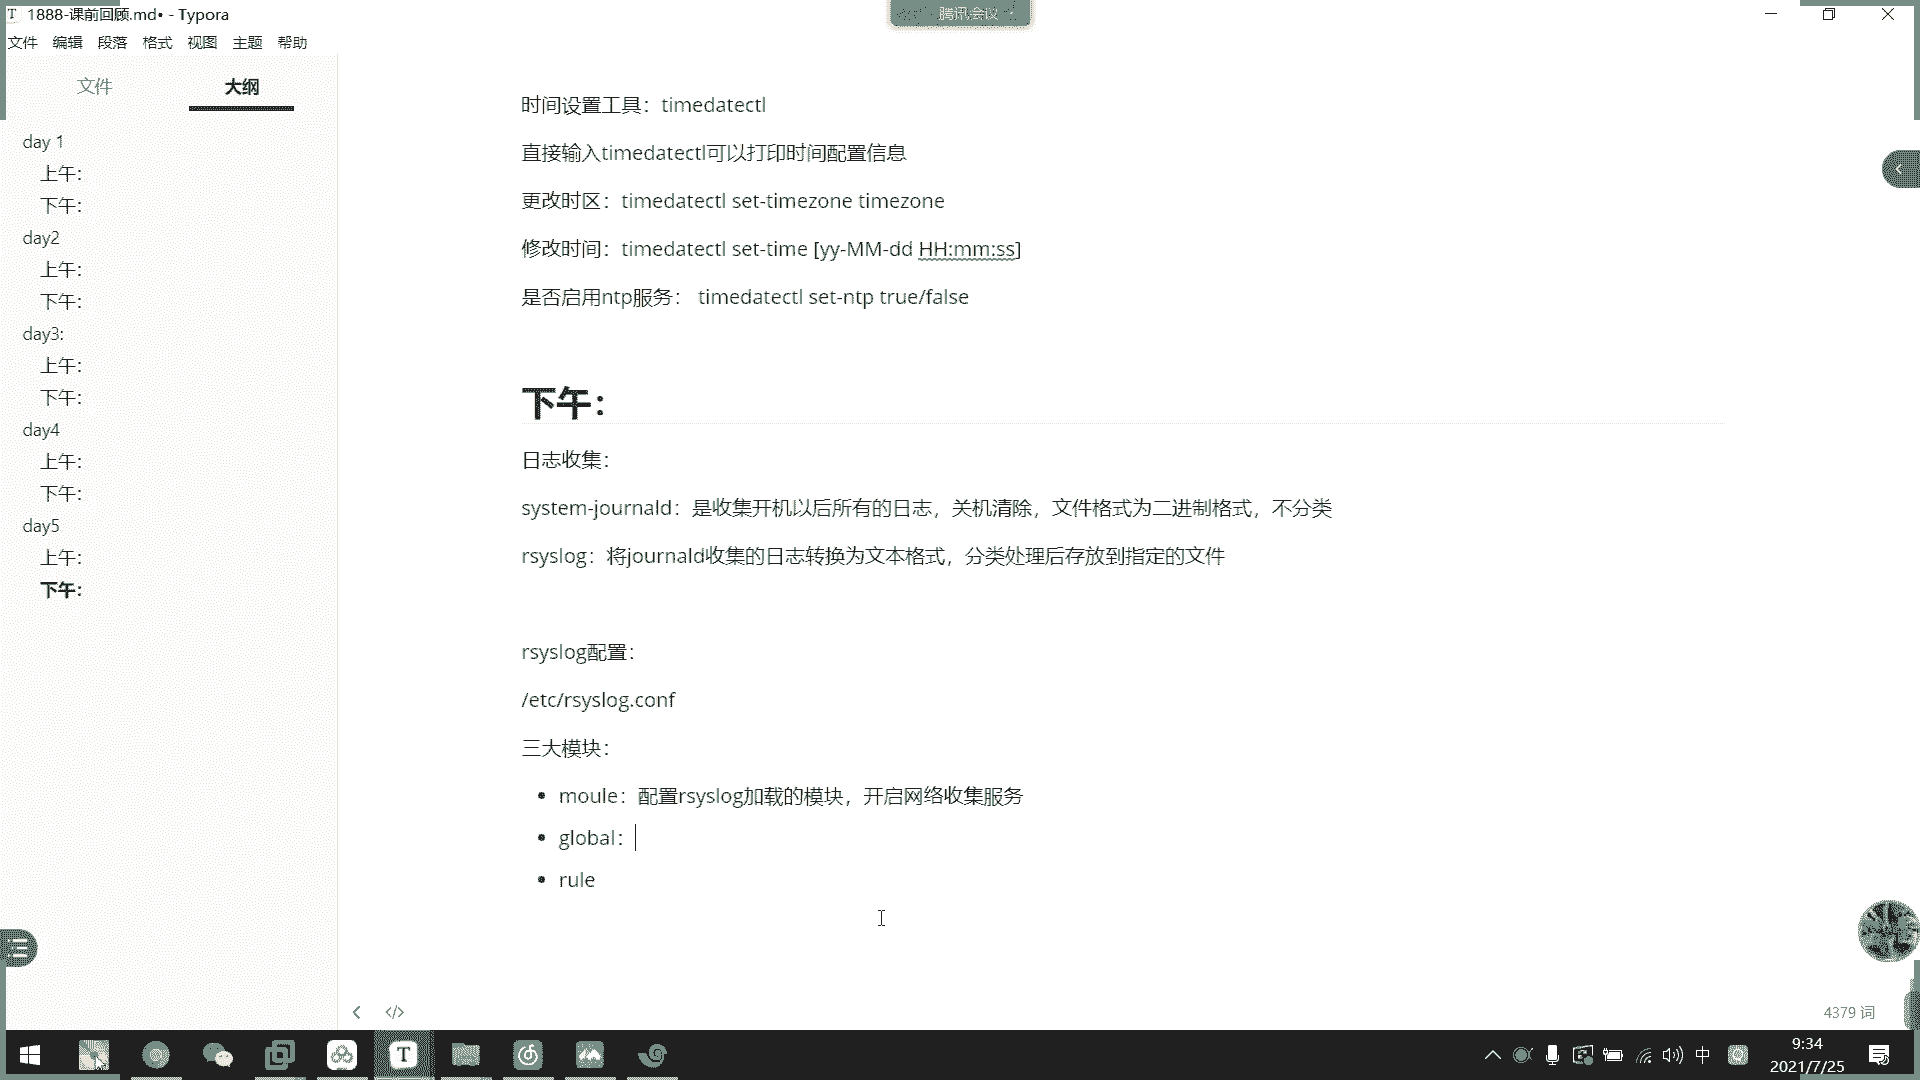 1888-课前回顾.md• - Typora
腾讯会议
文件 编辑 段落 格式 视图 主题 帮助
文件 大纲
day 1
上午：
下午：
day2
上午：
下午：
day3:
上午：
下午：
day4
上午：
下午：
day5
上午：
下午：
时间设置工具：timedatectl
直接输入timedatectl可以打印时间配置信息
更改时区：timedatectl set-timezone timezone
修改时间：timedatectl set-time [yy-MM-dd HH:mm:ss]
是否启用ntp服务： timedatectl set-ntp true/false
下午：
日志收集：
system-journald：是收集开机以后所有的日志，关机清除，文件格式为二进制格式，不分类
rsyslog：将journald收集的日志转换为文本格式，分类处理后存放到指定的文件
rsyslog配置：
/etc/rsyslog.conf
三大模块：
• moule：配置rsyslog加载的模块，开启网络收集服务
• global：
• rule
4379 词
中
9:34
2021/7/25